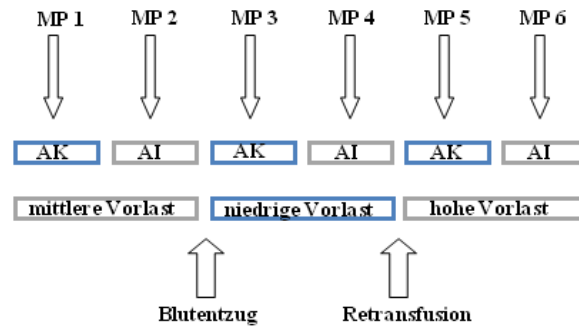 MP 1 MP 2 MP 3 MP 4 MP 5 MP 6
AK AI AK AI AK AI
mittlere Vorlast niedrige Vorlast hohe Vorlast
Blutentzug Retransfusion